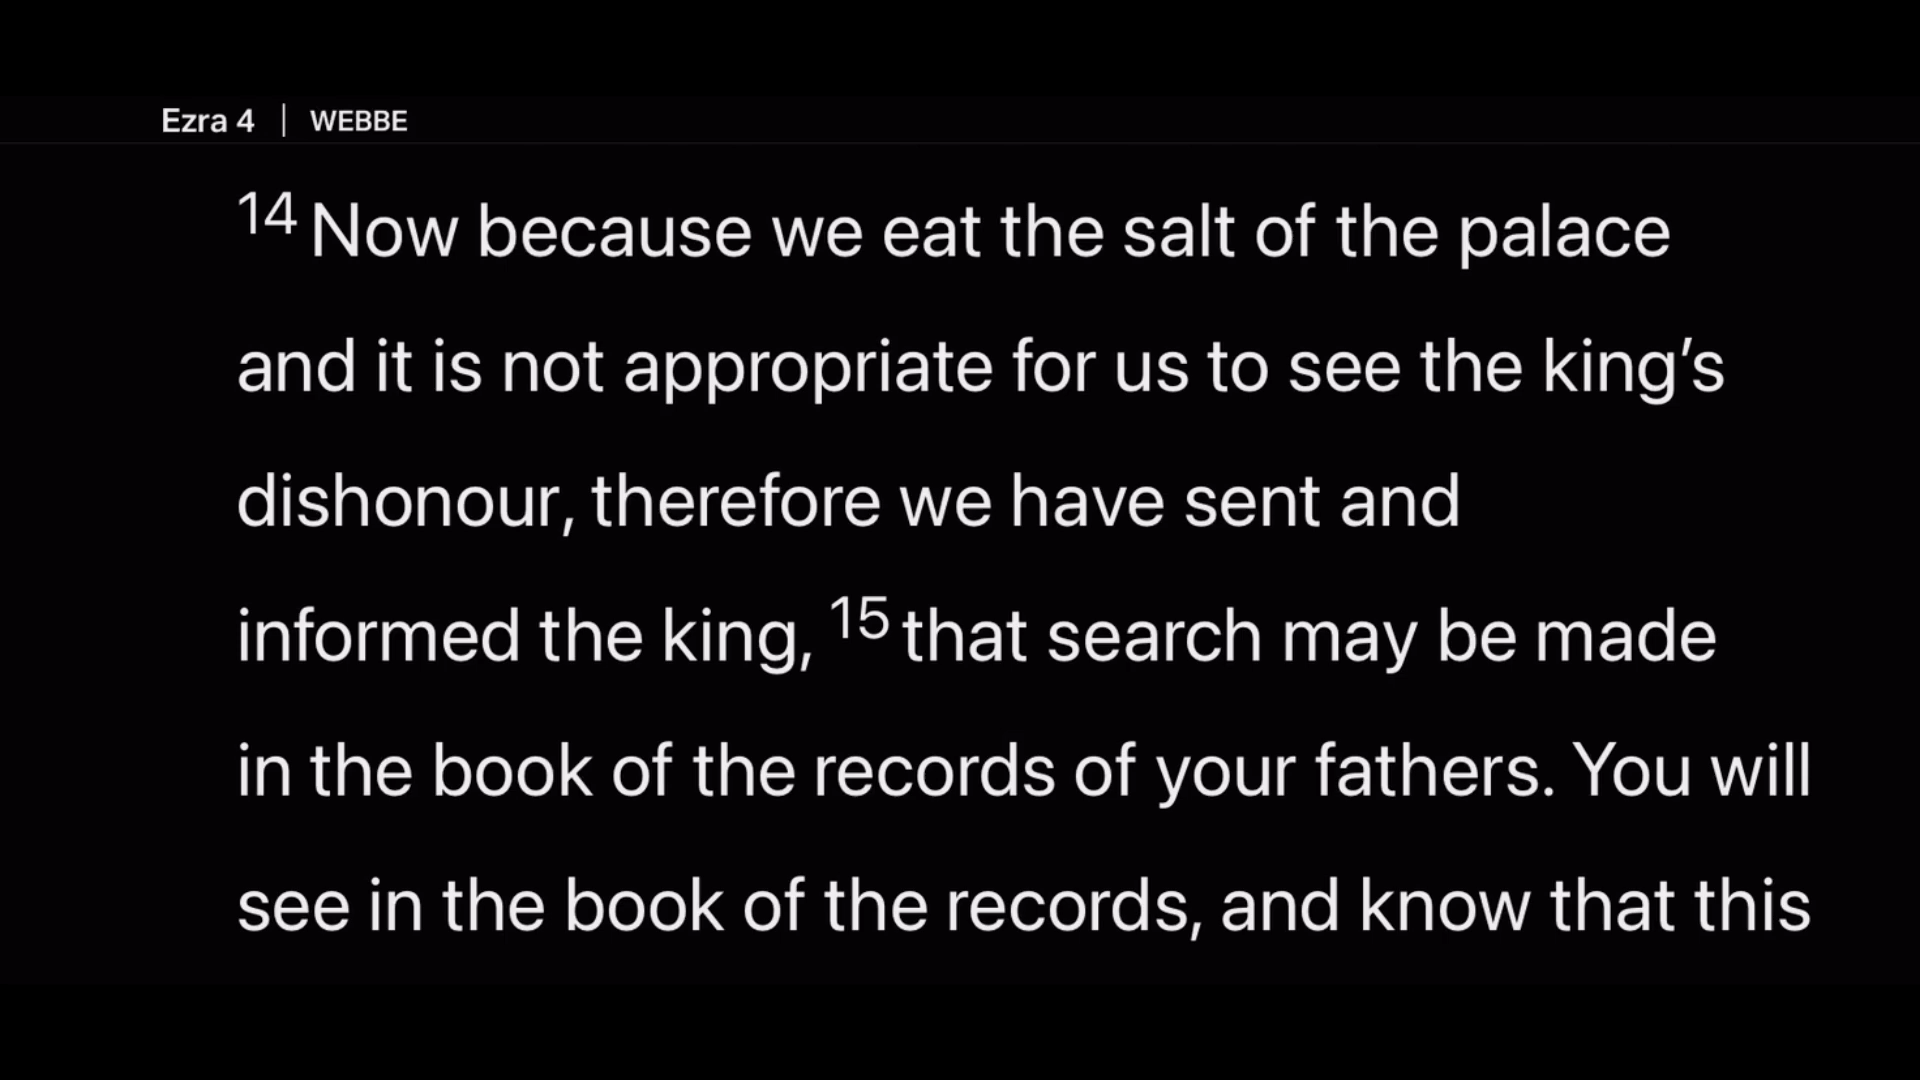 Ezra 4 | WEBBE
14 Now because we eat the salt of the palace
and it is not appropriate for us to see the king’s
dishonour, therefore we have sent and
informed the king, 15 that search may be made
in the book of the records of your fathers. You will
see in the book of the records, and know that this